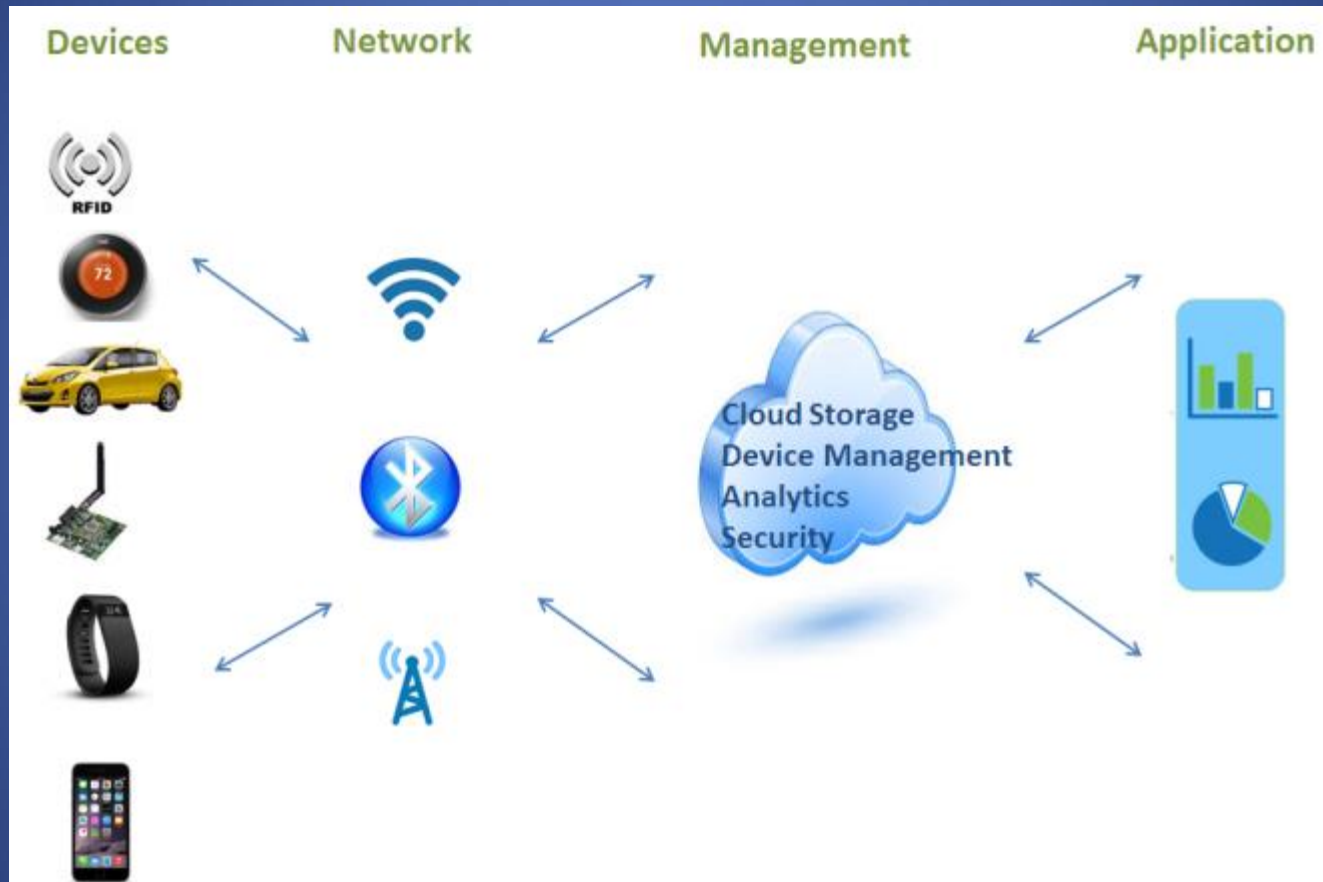 Devices
Network
Management
Application
RFID
72
Cloud Storage
Device Management
Analytics
Security